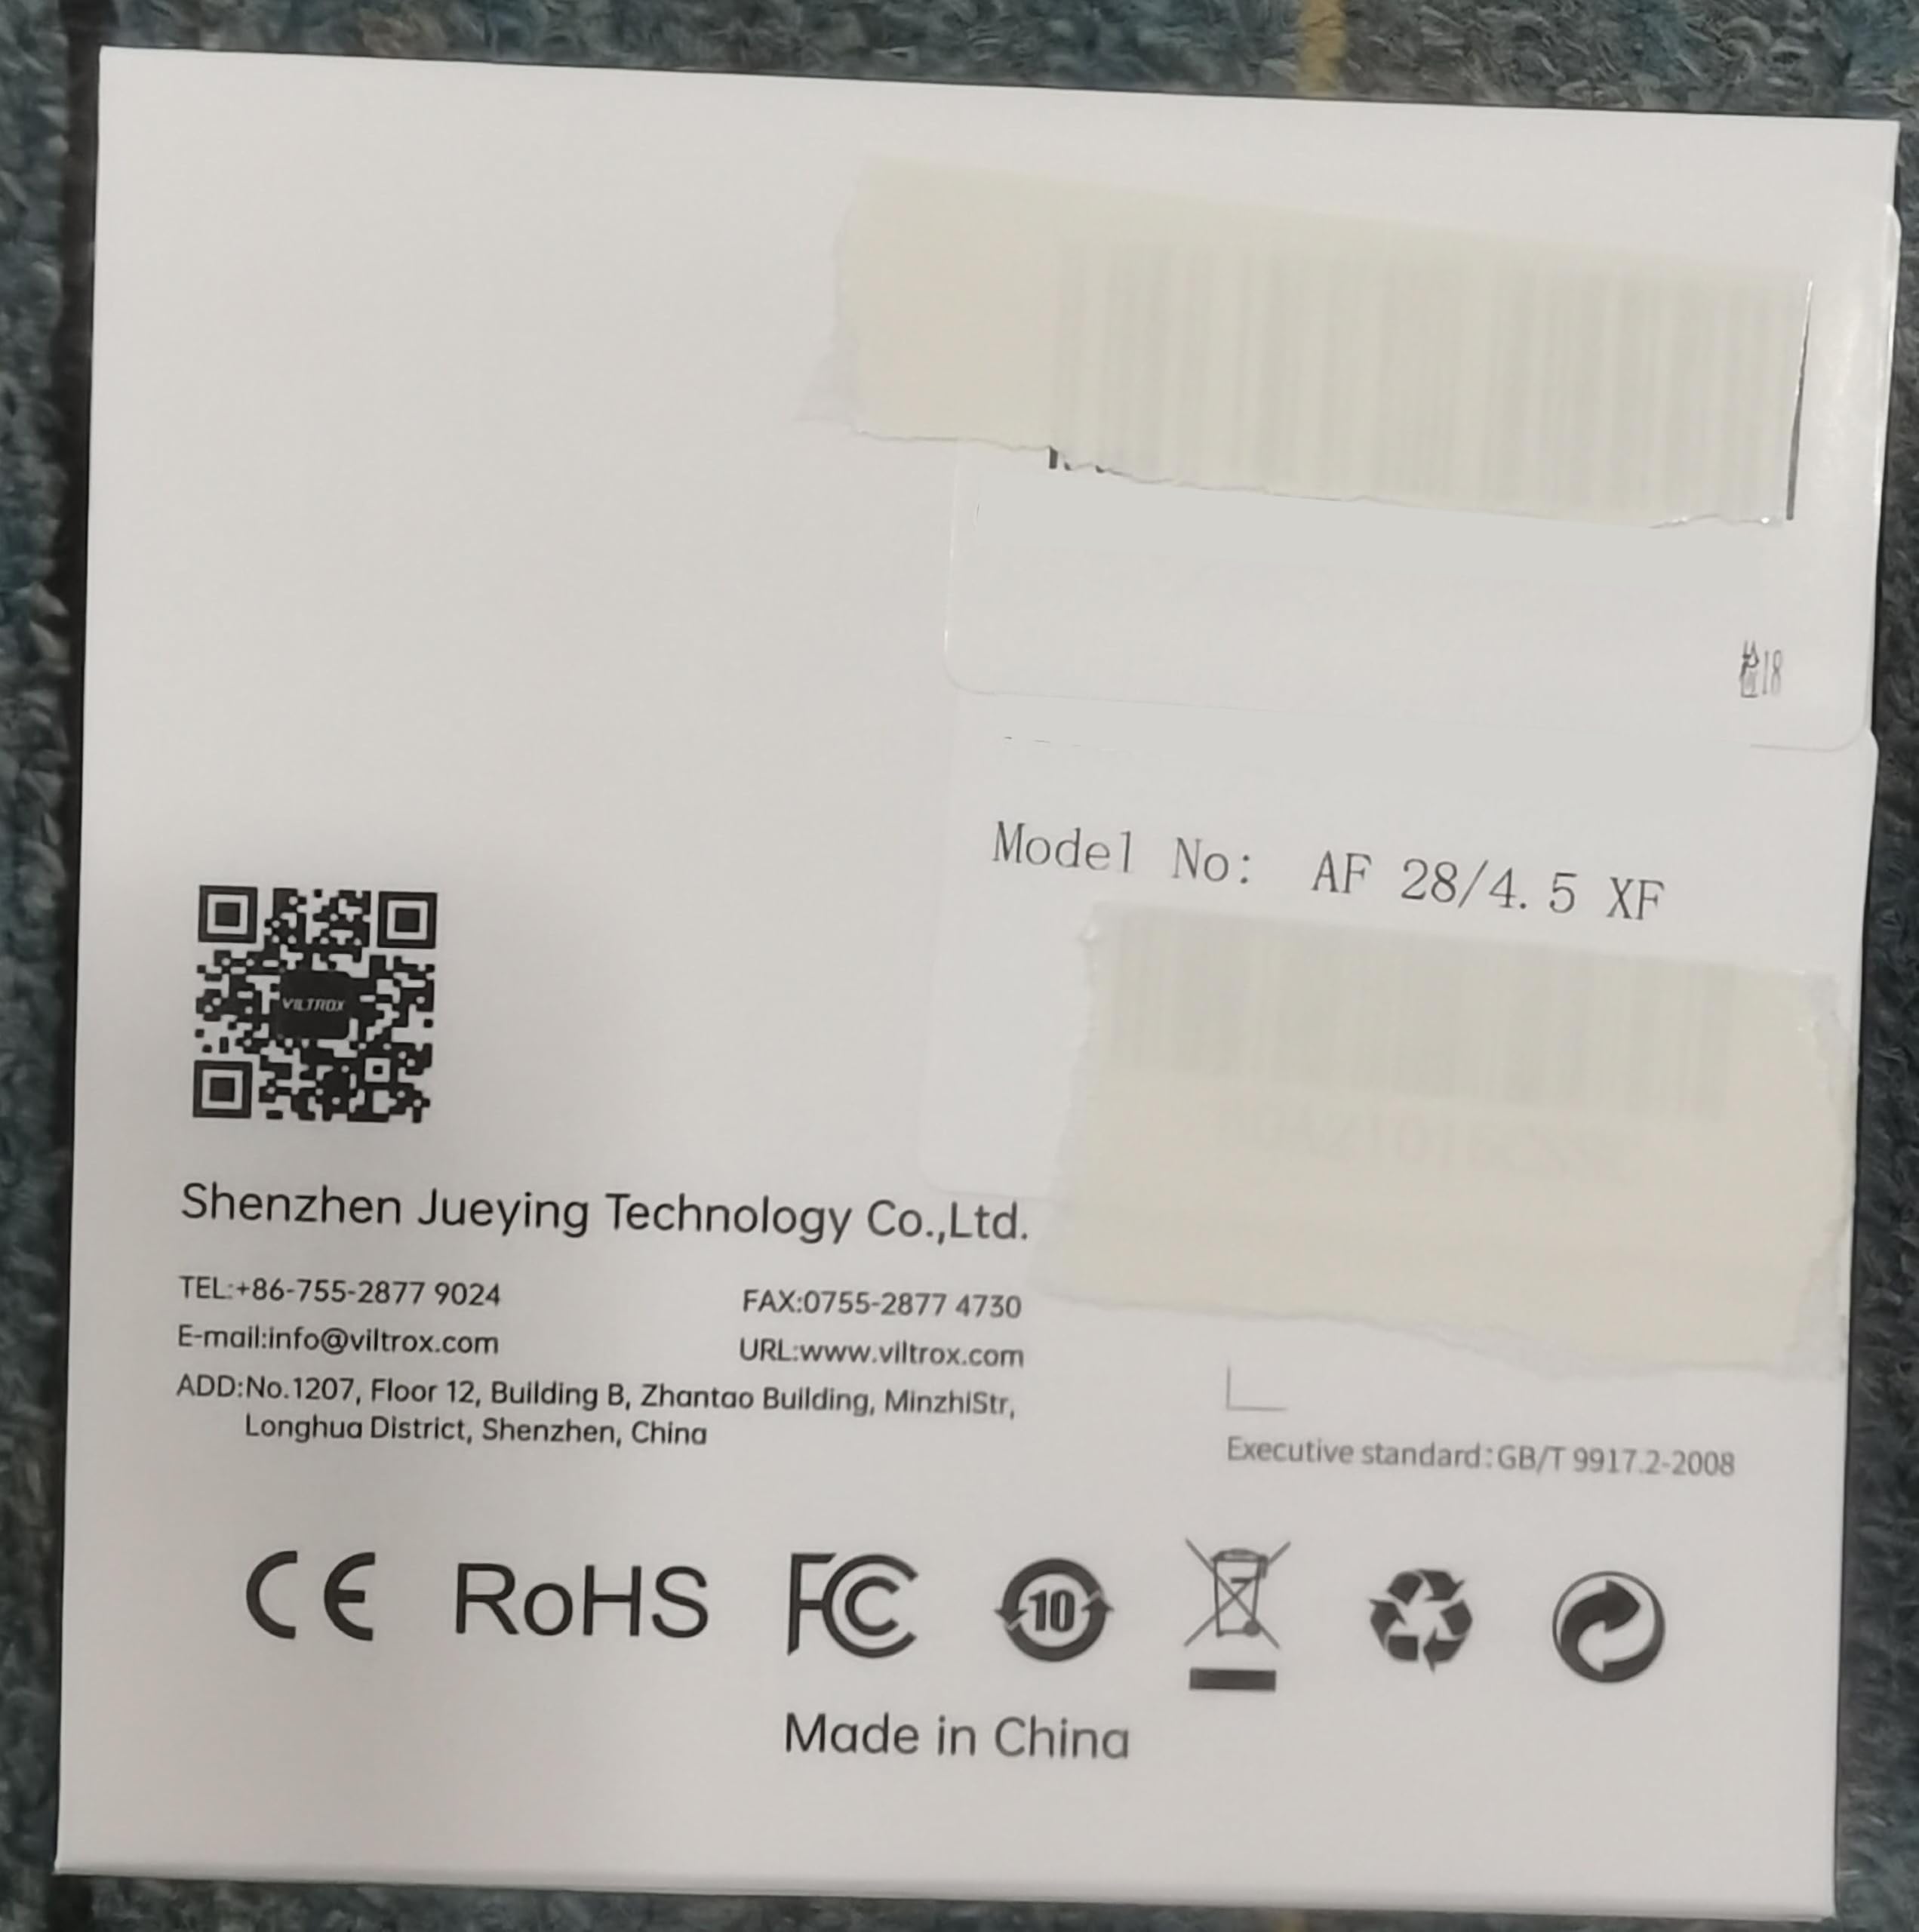 检18
Model No: AF 28/4.5 XF
VILTROX
Shenzhen Jueying Technology Co.,Ltd.
TEL:+86-755-2877 9024 FAX:0755-2877 4730
E-mail:info@viltrox.com URL:www.viltrox.com
ADD:No.1207, Floor 12, Building B, Zhantao Building, MinzhiStr,
Longhua District, Shenzhen, China
Executive standard:GB/T 9917.2-2008
CE RoHS FC 10
Made in China